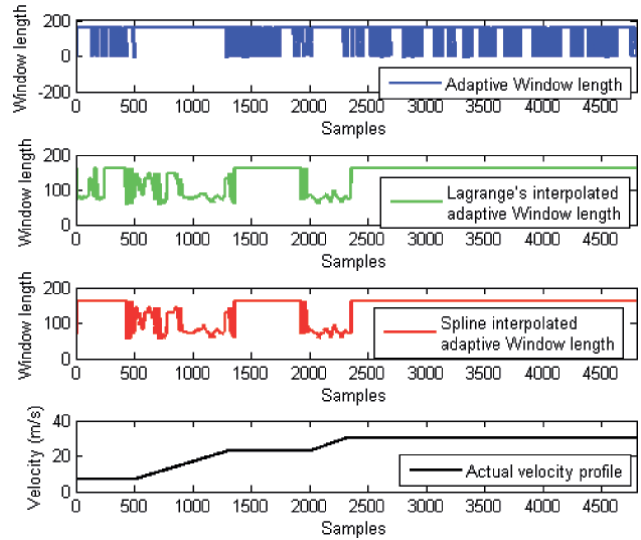 Window length
200
0
-200
0 500 1000 1500 2000 2500 3000 3500 4000 4500
Adaptive Window length
Samples
Window length
200
100
0
0 500 1000 1500 2000 2500 3000 3500 4000 4500
Lagrange's interpolated
adaptive Window length
Samples
Window length
200
100
0
0 500 1000 1500 2000 2500 3000 3500 4000 4500
Spline interpolated
adaptive Window length
Samples
Velocity (m/s)
40
20
0
0 500 1000 1500 2000 2500 3000 3500 4000 4500
Actual velocity profile
Samples